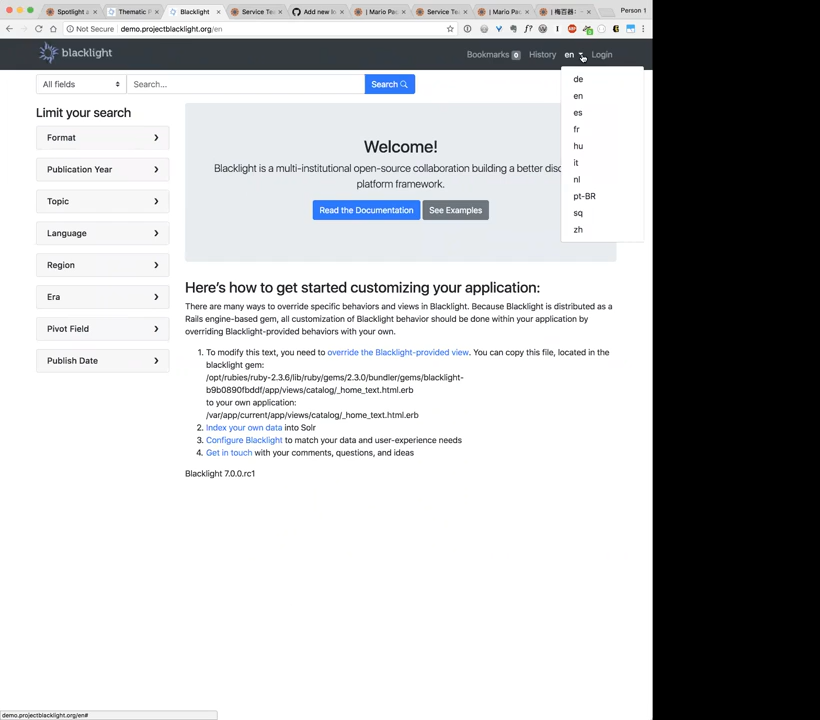 Spotlight a
Thematic P
Blacklight
Service Te
Add new in
| Mario Pac
Service Te
| Mario Pac
| 梅百器:
Person 1
Not Secure
demo.projectblacklight.org/en
blacklight
Bookmarks 0
History
en
Login
de
en
es
fr
hu
it
nl
pt-BR
sq
zh
All fields
Search...
Search
Limit your search
Format
Publication Year
Topic
Language
Region
Era
Pivot Field
Publish Date
Welcome!
Blacklight is a multi-institutional open-source collaboration building a better disc
platform framework.
Read the Documentation
See Examples
Here's how to get started customizing your application:
There are many ways to override specific behaviors and views in Blacklight. Because Blacklight is distributed as a
Rails engine-based gem, all customization of Blacklight behavior should be done within your application by
overriding Blacklight-provided behaviors with your own.
1. To modify this text, you need to override the Blacklight-provided view. You can copy this file, located in the
blacklight gem:
/opt/rubies/ruby-2.3.6/lib/ruby/gems/2.3.0/bundler/gems/blacklight-
b9b0890fbddf/app/views/catalog/_home_text.html.erb
to your own application:
/var/app/current/app/views/catalog/_home_text.html.erb
2. Index your own data into Solr
3. Configure Blacklight to match your data and user-experience needs
4. Get in touch with your comments, questions, and ideas
Blacklight 7.0.0.rc1
demo.projectblacklight.org/en#